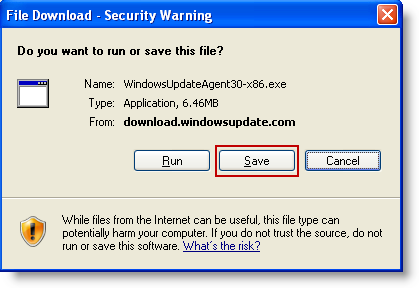 File Download - Security Warning
Do you want to run or save this file?
Name: WindowsUpdateAgent30-x86.exe
Type: Application, 6.46MB
From: download.windowsupdate.com
Run Save Cancel
While files from the Internet can be useful, this file type can
potentially harm your computer. If you do not trust the source, do not
run or save this software. What's the risk?